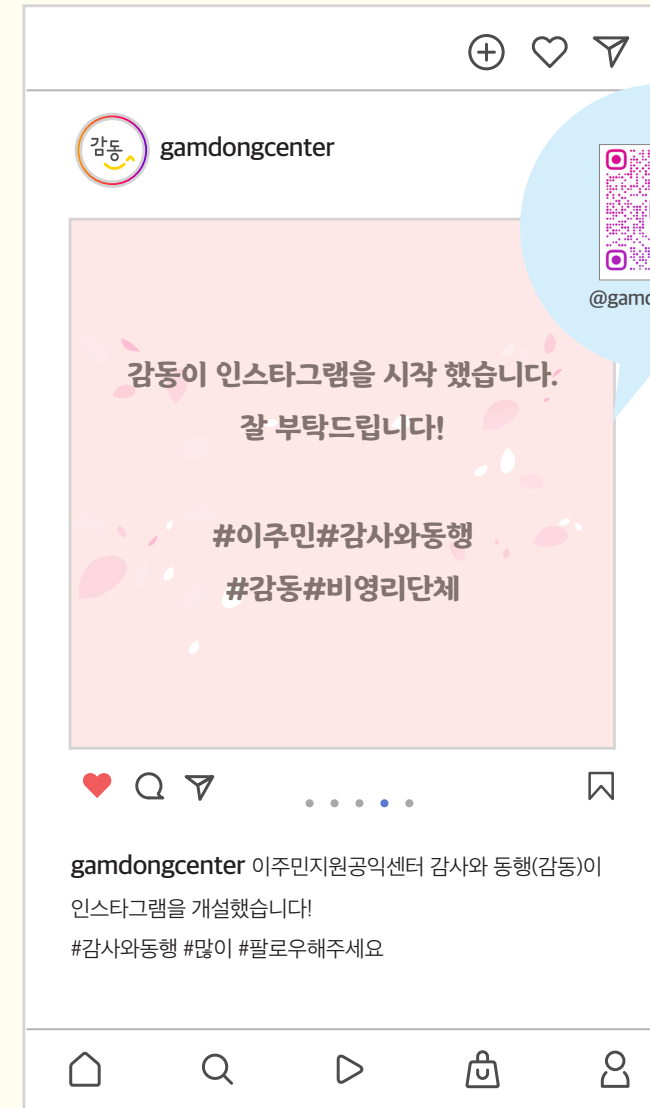 감동
gamdongcenter
@gamd
감동이 인스타그램을 시작 했습니다.
잘 부탁드립니다!
#이주민#감사와동행
#감동#비영리단체
gamdongcenter 이주민지원공익센터 감사와 동행(감동)이
인스타그램을 개설했습니다!
#감사와동행 #많이 #팔로우해주세요